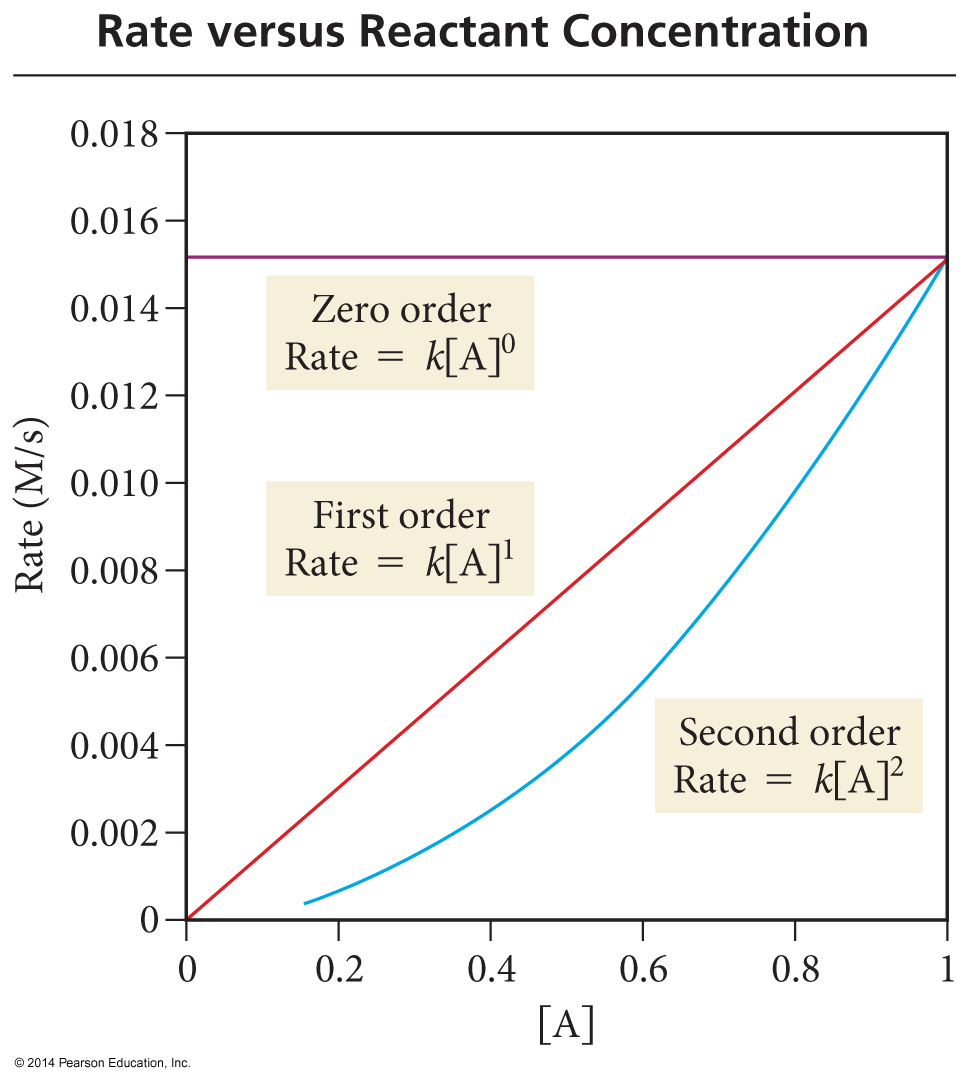 Rate versus Reactant Concentration
0.018
0.016
0.014
0.012
0.010
0.008
0.006
0.004
0.002
0
Rate (M/s)
Zero order
Rate = k[A]⁰
First order
Rate = k[A]¹
Second order
Rate = k[A]²
0 0.2 0.4 0.6 0.8 1
[A]
© 2014 Pearson Education, Inc.